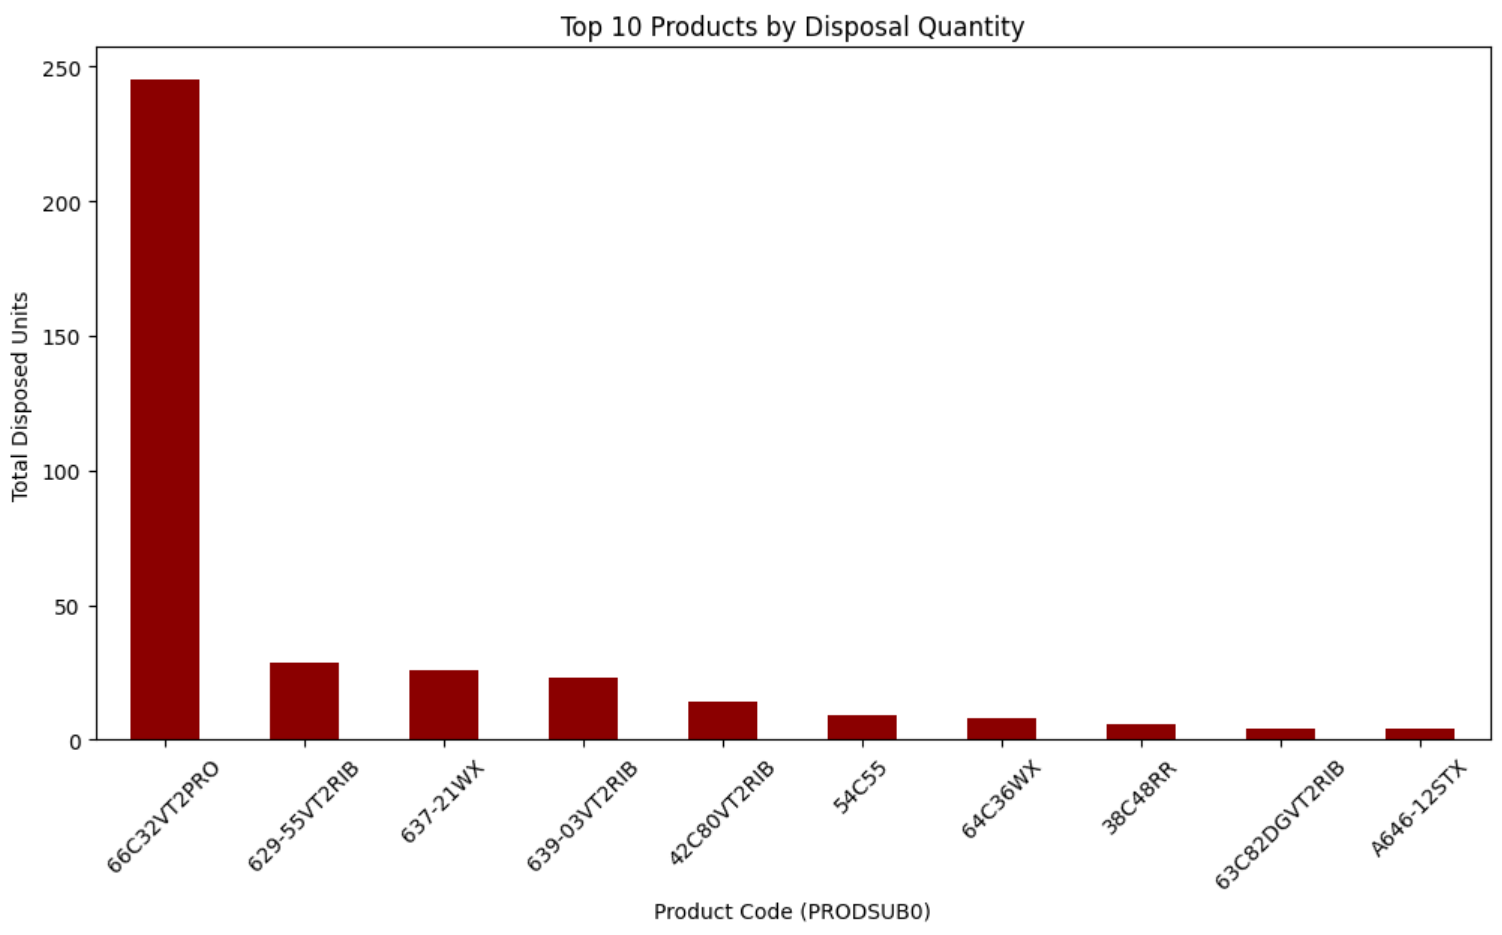 Top 10 Products by Disposal Quantity
Total Disposed Units
250
200
150
100
50
0
66C32VT2PRO
629-55VT2RIB
637-21WX
639-03VT2RIB
42C80VT2RIB
54C55
64C36WX
38C48RR
63C82DGVT2RIB
A646-12STX
Product Code (PRODSUB0)